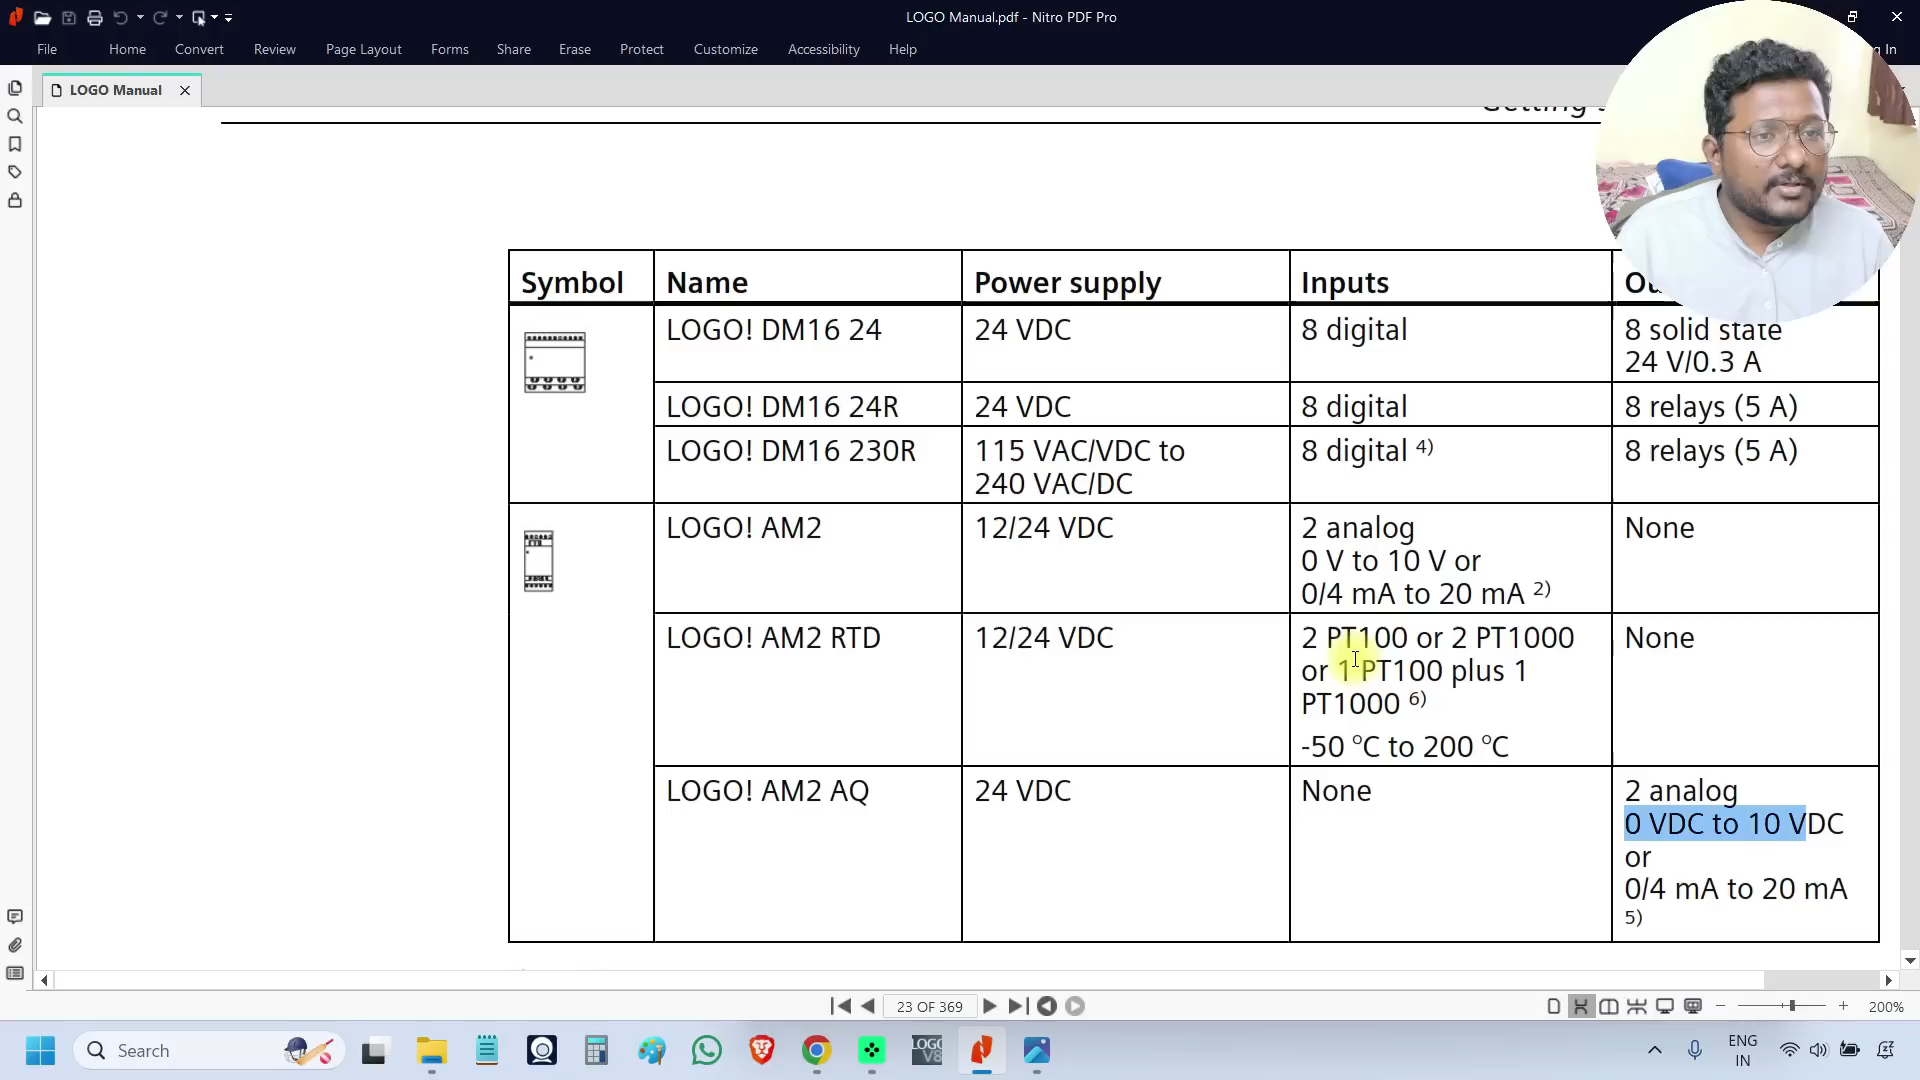 LOGO Manual.pdf - Nitro PDF Pro
File Home Convert Review Page Layout Forms Share Erase Protect Customize Accessibility Help
LOGO Manual
Symbol Name Power supply Inputs
LOGO! DM16 24 24 VDC 8 digital 8 solid state
24 V/0.3 A
LOGO! DM16 24R 24 VDC 8 digital 8 relays (5 A)
LOGO! DM16 230R 115 VAC/VDC to 8 digital 4) 8 relays (5 A)
240 VAC/DC
LOGO! AM2 12/24 VDC 2 analog None
0 V to 10 V or
0/4 mA to 20 mA 2)
LOGO! AM2 RTD 12/24 VDC 2 PT100 or 2 PT1000 None
or 1 PT100 plus 1
PT1000 6)
-50 °C to 200 °C
LOGO! AM2 AQ 24 VDC None 2 analog
0 VDC to 10 VDC
or
0/4 mA to 20 mA
5)
23 OF 369
200%
Search
LOGO
V8
ENG
IN